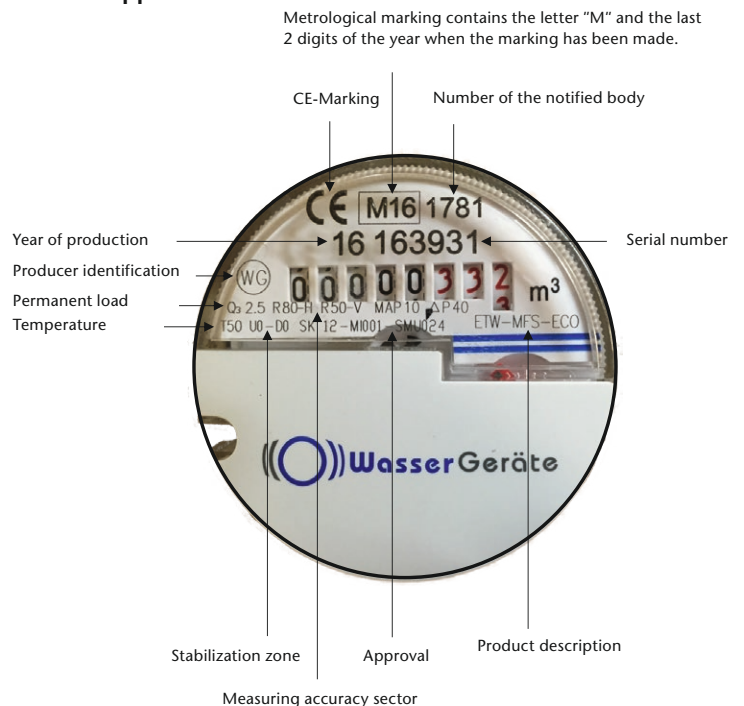 Metrological marking contains the letter “M” and the last
2 digits of the year when the marking has been made.
CE-Marking
Number of the notified body
CE M16 1781
Year of production
16 163931
Serial number
Producer identification
WG
00000332 m³
3
Permanent load
Q₃ 2.5 R80-H R50-V MAP 10 ΔP40
Temperature
T50 U0-D0 SK 12-MI001-SMU024
ETW-MFS-ECO
WasserGeräte
Stabilization zone
Approval
Product description
Measuring accuracy sector